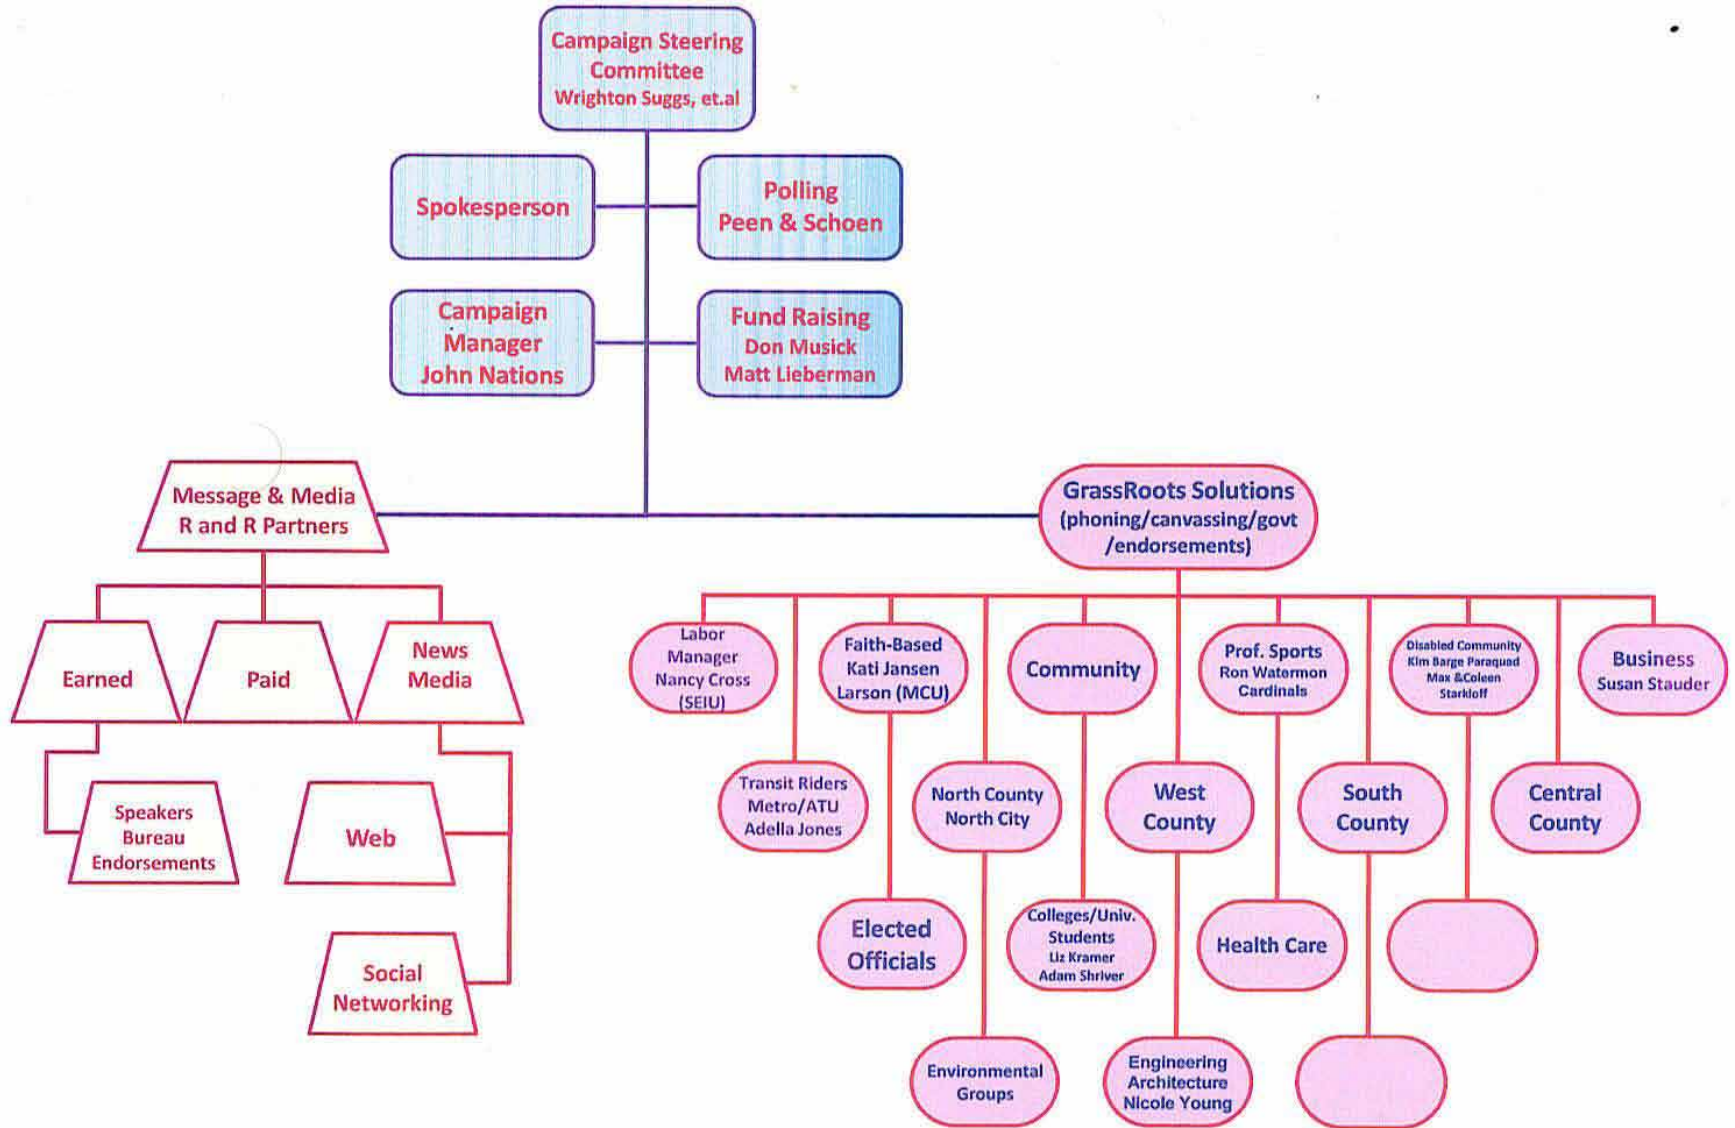 Campaign Steering
Committee
Wrighton Suggs, et.al
Spokesperson
Polling
Peen & Schoen
Campaign
Manager
John Nations
Fund Raising
Don Musick
Matt Lieberman
Message & Media
R and R Partners
GrassRoots Solutions
(phoning/canvassing/govt
/endorsements)
Earned
Paid
News
Media
Speakers
Bureau
Endorsements
Web
Social
Networking
Labor
Manager
Nancy Cross
(SEIU)
Faith-Based
Kati Jansen
Larson (MCU)
Community
Prof. Sports
Ron Watermon
Cardinals
Disabled Community
Kim Barge Paraquad
Max &Coleen
Starkloff
Business
Susan Stauder
Transit Riders
Metro/ATU
Adella Jones
North County
North City
West
County
South
County
Central
County
Elected
Officials
Colleges/Univ.
Students
Liz Kramer
Adam Shriver
Health Care
Environmental
Groups
Engineering
Architecture
Nicole Young